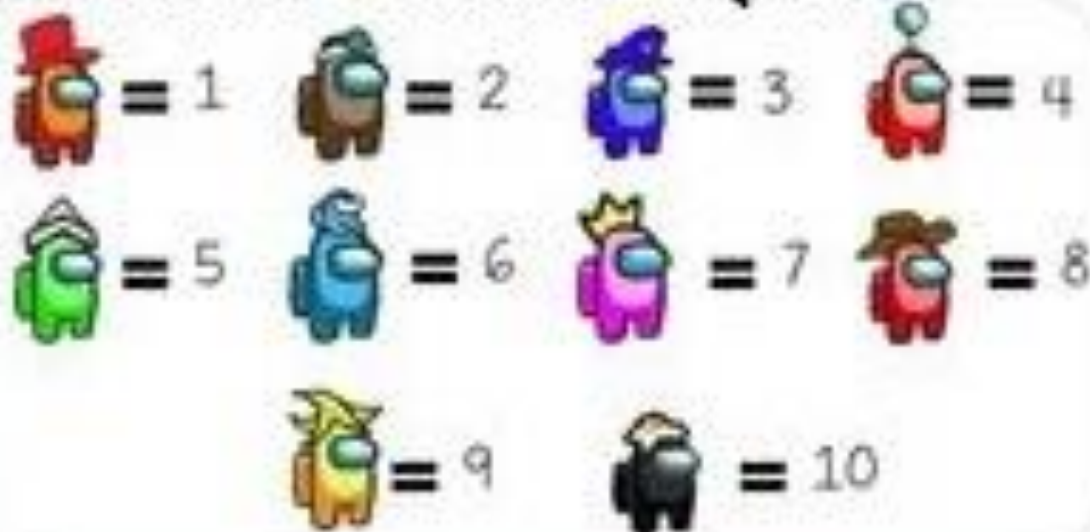 = 1 = 2 = 3 = 4
= 5 = 6 = 7 = 8
= 9 = 10